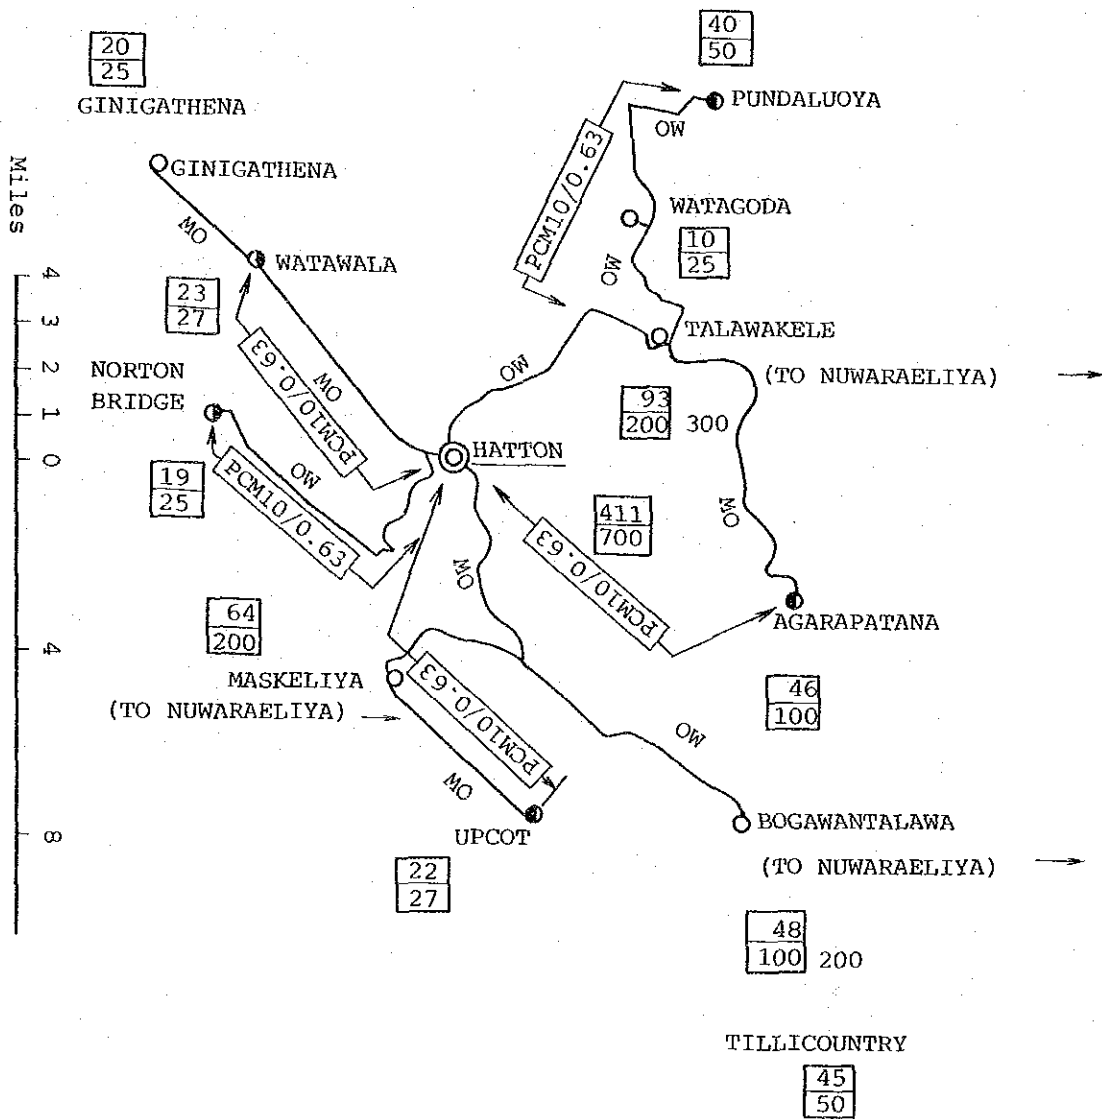 40
50
20
25
GINIGATHENA
PUNDALUOYA
OW
PCM10/0.63
GINIGATHENA
OW
WATAGODA
10
25
OW
Miles
4
3
2
1
0
4
8
WATAWALA
23
27
TALAWAKELE
(TO NUWARAELIYA)
NORTON
BRIDGE
OW
PCM10/0.63
OW
93
200 300
HATTON
19
25
OW
PCM10/0.63
411
700
PCM10/0.63
OW
OW
AGARAPATANA
64
200
MASKELIYA
(TO NUWARAELIYA)
PCM10/0.63
46
100
OW
OW
UPCOT
BOGAWANTALAWA
(TO NUWARAELIYA)
22
27
48
100 200
TILLICOUNTRY
45
50